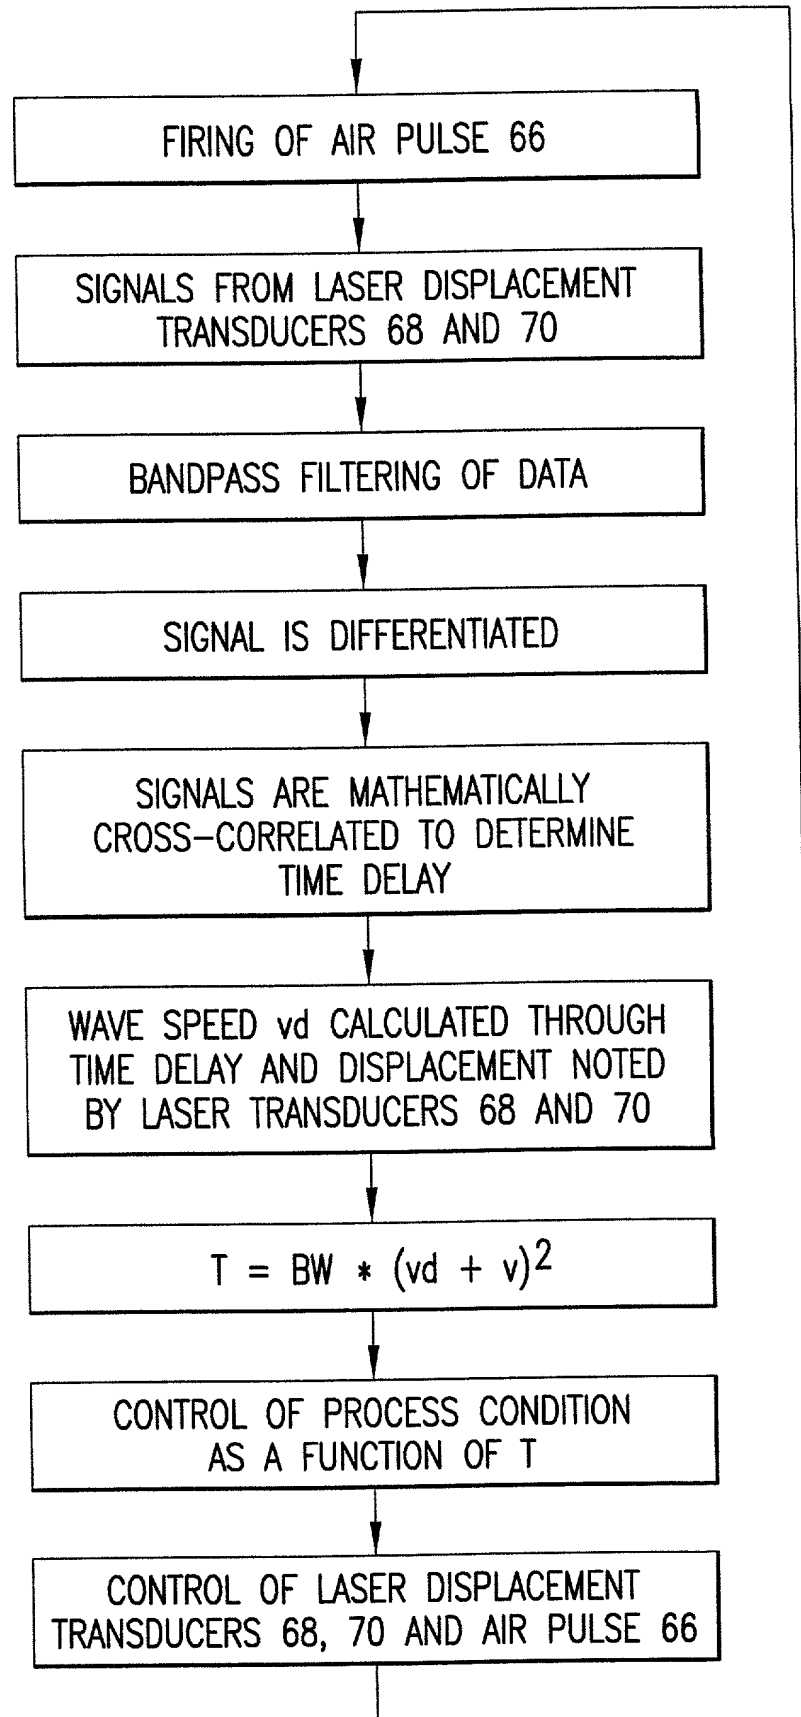 FIRING OF AIR PULSE 66
SIGNALS FROM LASER DISPLACEMENT
TRANSDUCERS 68 AND 70
BANDPASS FILTERING OF DATA
SIGNAL IS DIFFERENTIATED
SIGNALS ARE MATHEMATICALLY
CROSS-CORRELATED TO DETERMINE
TIME DELAY
WAVE SPEED vd CALCULATED THROUGH
TIME DELAY AND DISPLACEMENT NOTED
BY LASER TRANSDUCERS 68 AND 70
T = BW * (vd + v)2
CONTROL OF PROCESS CONDITION
AS A FUNCTION OF T
CONTROL OF LASER DISPLACEMENT
TRANSDUCERS 68, 70 AND AIR PULSE 66